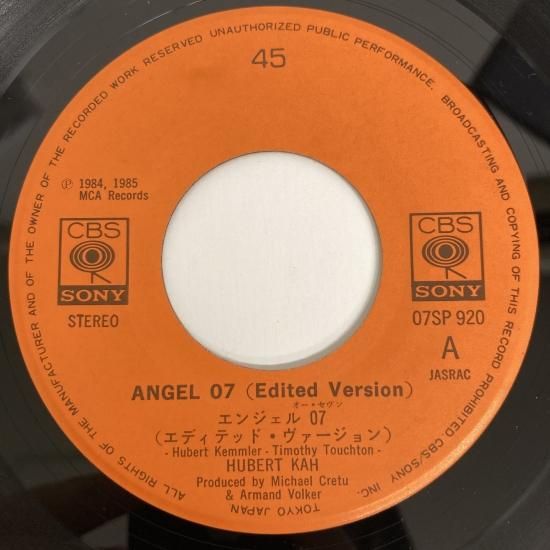 ALL RIGHTS OF THE MANUFACTURER AND OF THE OWNER OF THE RECORDED WORK RESERVED UNAUTHORIZED PUBLIC PERFORMANCE, BROADCASTING AND COPYING OF THIS RECORD PROHIBITED CBS/SONY INC. TOKYO JAPAN
45
℗ 1984, 1985
MCA Records
CBS
SONY
STEREO
CBS
SONY
07SP 920
A
JASRAC
ANGEL 07 (Edited Version)
オー・セヴン
エンジェル 07
(エディテッド・ヴァージョン)
- Hubert Kemmler - Timothy Touchton -
HUBERT KAH
Produced by Michael Cretu
& Armand Volker